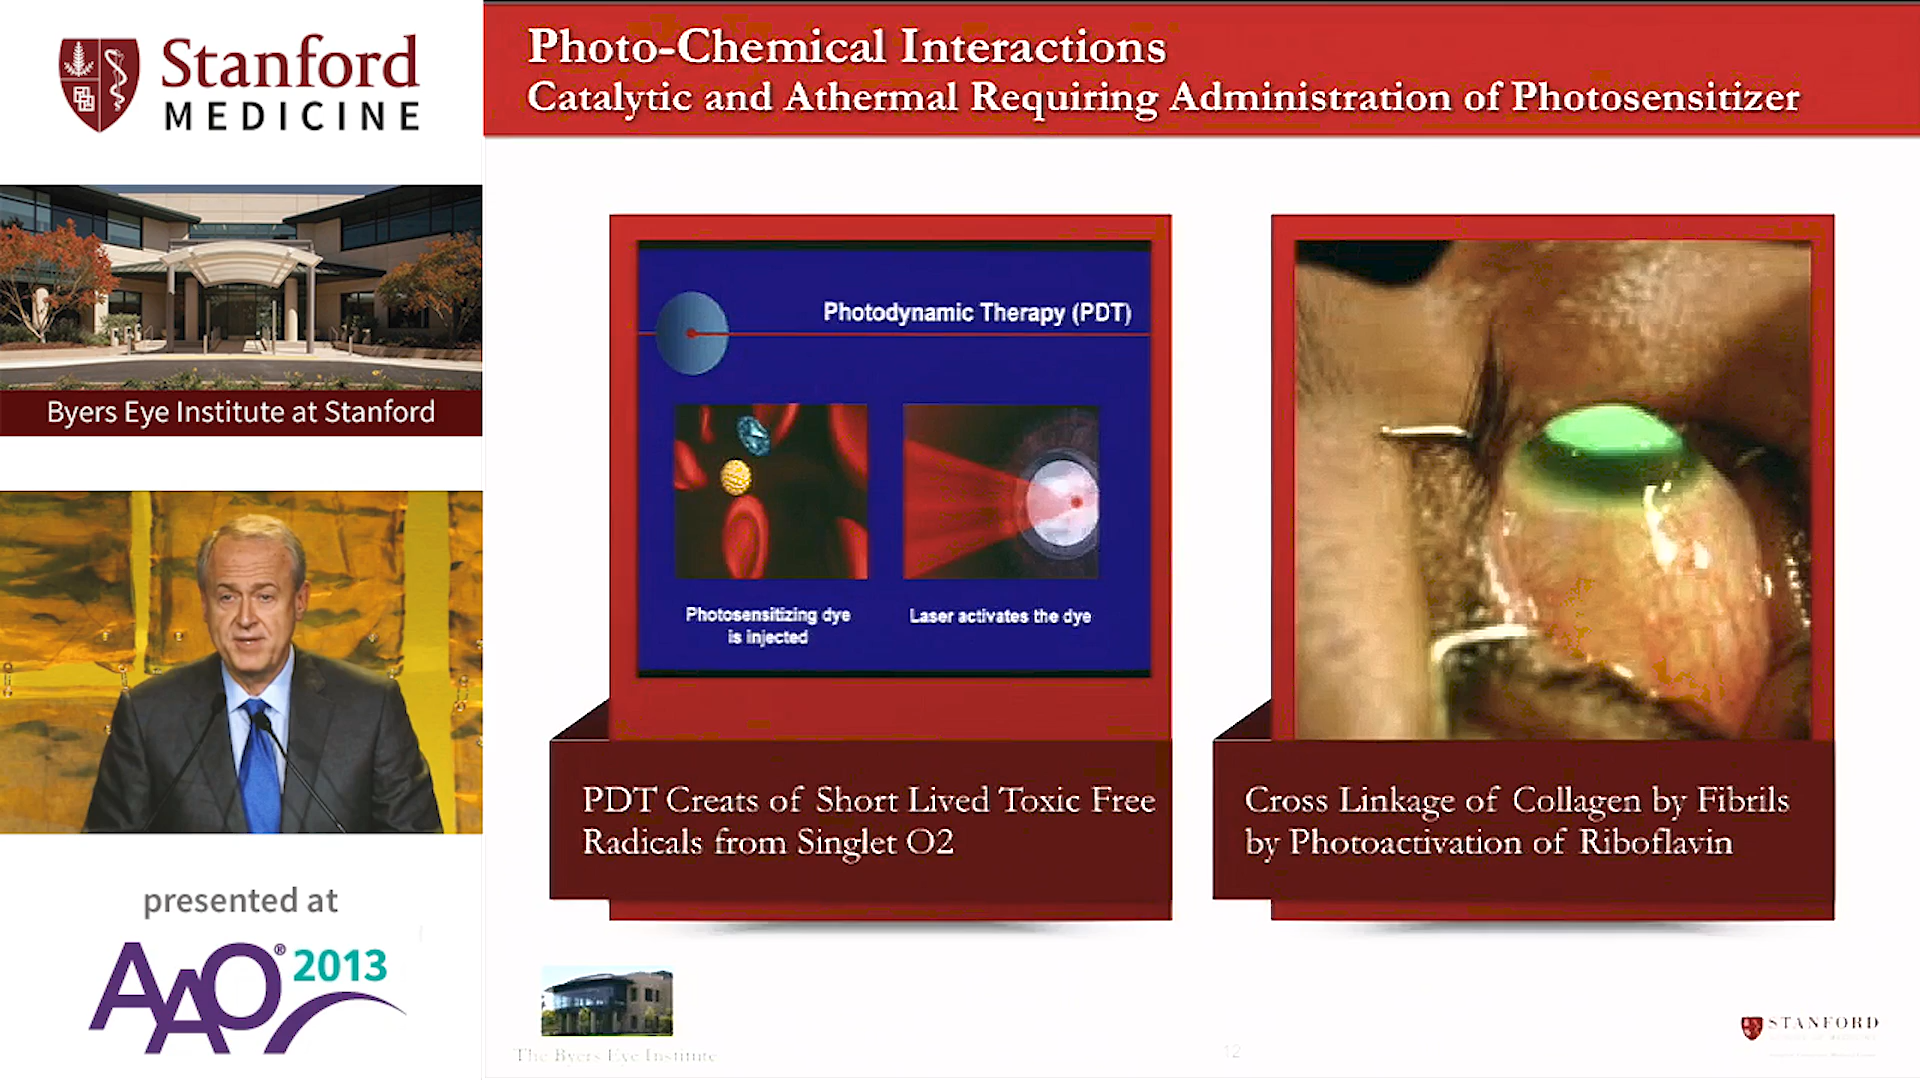 Stanford
MEDICINE
Byers Eye Institute at Stanford
presented at
AAO® 2013
Photo-Chemical Interactions
Catalytic and Athermal Requiring Administration of Photosensitizer
Photodynamic Therapy (PDT)
Photosensitizing dye
is injected
Laser activates the dye
PDT Creats of Short Lived Toxic Free
Radicals from Singlet O2
Cross Linkage of Collagen by Fibrils
by Photoactivation of Riboflavin
The Byers Eye Institute
12
STANFORD